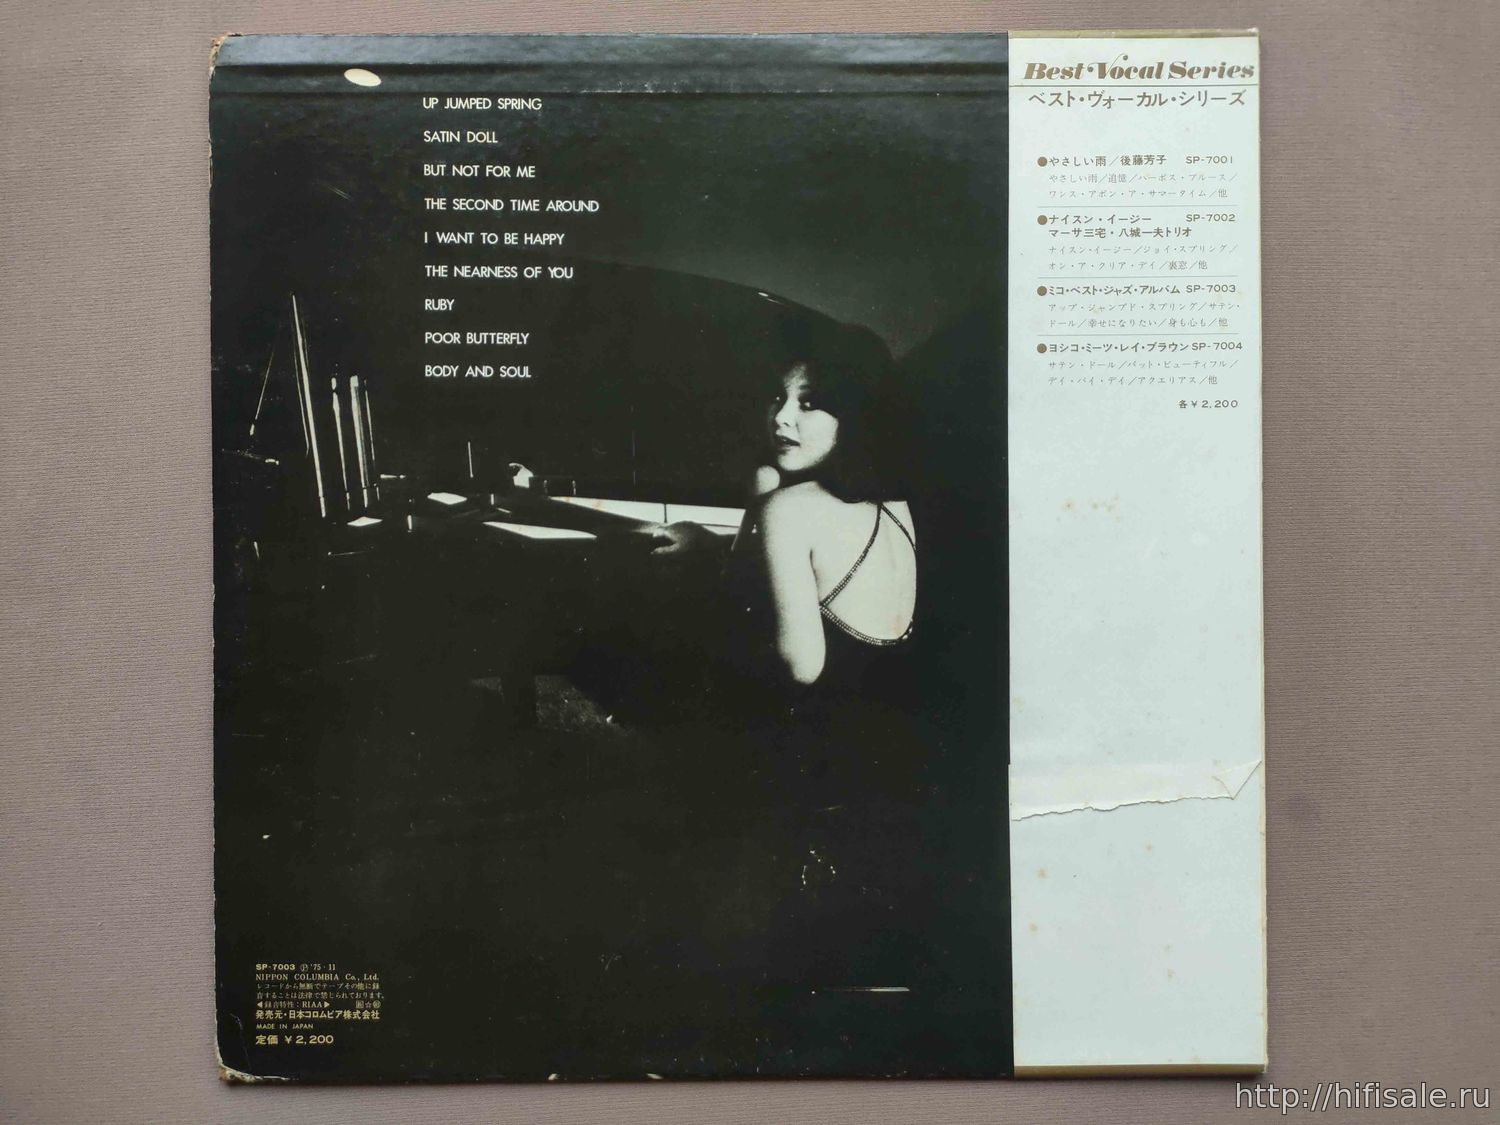 UP JUMPED SPRING
SATIN DOLL
BUT NOT FOR ME
THE SECOND TIME AROUND
I WANT TO BE HAPPY
THE NEARNESS OF YOU
RUBY
POOR BUTTERFLY
BODY AND SOUL
SP-7003 Ⓟ '75・11
NIPPON COLUMBIA Co., Ltd.
レコードから無断でテープその他に録
音することは法律で禁じられております。
◀録音特性：RIAA▶
発売元・日本コロムビア株式会社
MADE IN JAPAN
定価 ￥2,200
Best Vocal Series
ベスト・ヴォーカル・シリーズ
●やさしい雨／後藤芳子 SP-7001
やさしい雨／追憶／ハーボス・ブルース／
ワンス・アポン・ア・サマータイム／他
●ナイスン・イージー SP-7002
マーサ三宅・八城一夫トリオ
ナイスン・イージー／ジョイ・スプリング／
オン・ア・クリア・デイ／裏窓／他
●ミコ・ベスト・ジャズ・アルバム SP-7003
アップ・ジャンプド・スプリング／サテン・
ドール／幸せになりたい／身も心も／他
●ヨシコ・ミーツ・レイ・ブラウン SP-7004
サテン・ドール／バット・ビューティフル／
デイ・バイ・デイ／アクエリアス／他
各￥2,200
http://hifisale.ru